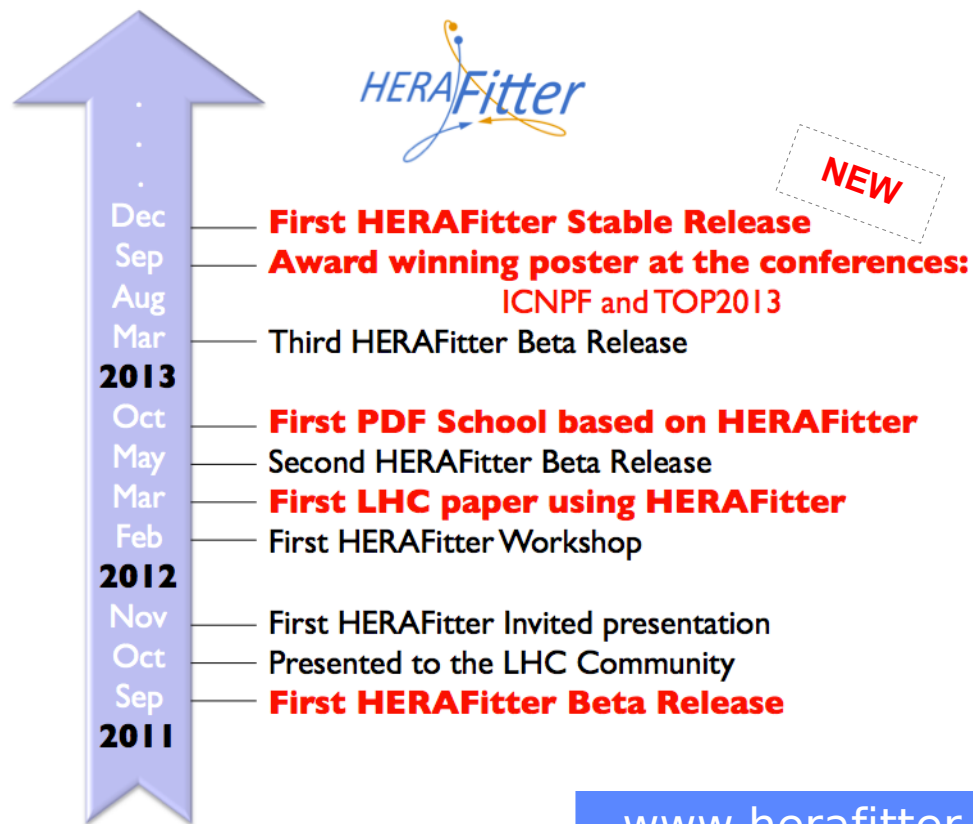 HERAFitter
NEW
Dec First HERAFitter Stable Release
Sep Award winning poster at the conferences:
Aug ICNPF and TOP2013
Mar Third HERAFitter Beta Release
2013
Oct First PDF School based on HERAFitter
May Second HERAFitter Beta Release
Mar First LHC paper using HERAFitter
Feb First HERAFitter Workshop
2012
Nov First HERAFitter Invited presentation
Oct Presented to the LHC Community
Sep First HERAFitter Beta Release
2011
www.herafitter